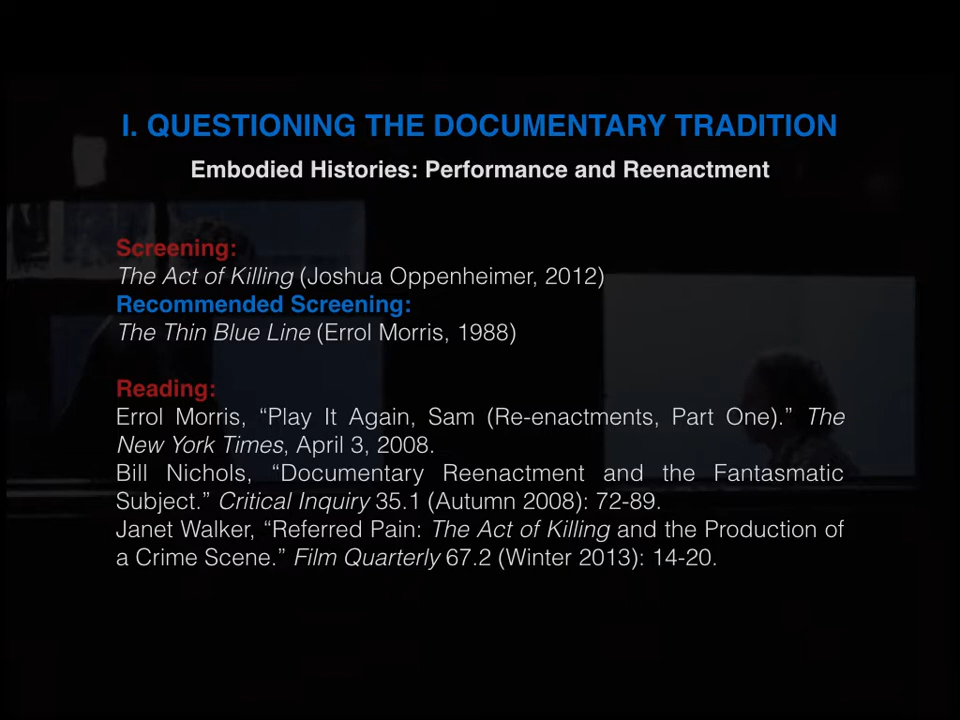 I. QUESTIONING THE DOCUMENTARY TRADITION
Embodied Histories: Performance and Reenactment
Screening:
The Act of Killing (Joshua Oppenheimer, 2012)
Recommended Screening:
The Thin Blue Line (Errol Morris, 1988)
Reading:
Errol Morris, “Play It Again, Sam (Re-enactments, Part One).” The
New York Times, April 3, 2008.
Bill Nichols, “Documentary Reenactment and the Fantasmatic
Subject.” Critical Inquiry 35.1 (Autumn 2008): 72-89.
Janet Walker, “Referred Pain: The Act of Killing and the Production of
a Crime Scene.” Film Quarterly 67.2 (Winter 2013): 14-20.